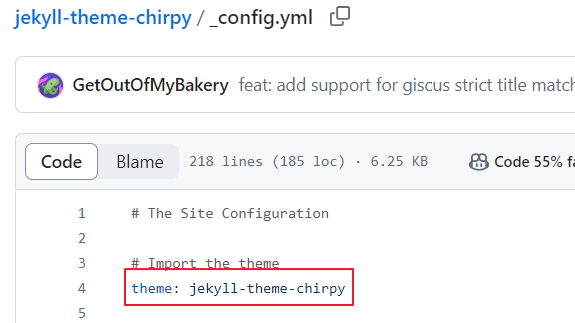 jekyll-theme-chirpy / _config.yml
GetOutOfMyBakery feat: add support for giscus strict title match
Code Blame 218 lines (185 loc) · 6.25 KB Code 55% fa
1 # The Site Configuration
2
3 # Import the theme
4 theme: jekyll-theme-chirpy
5